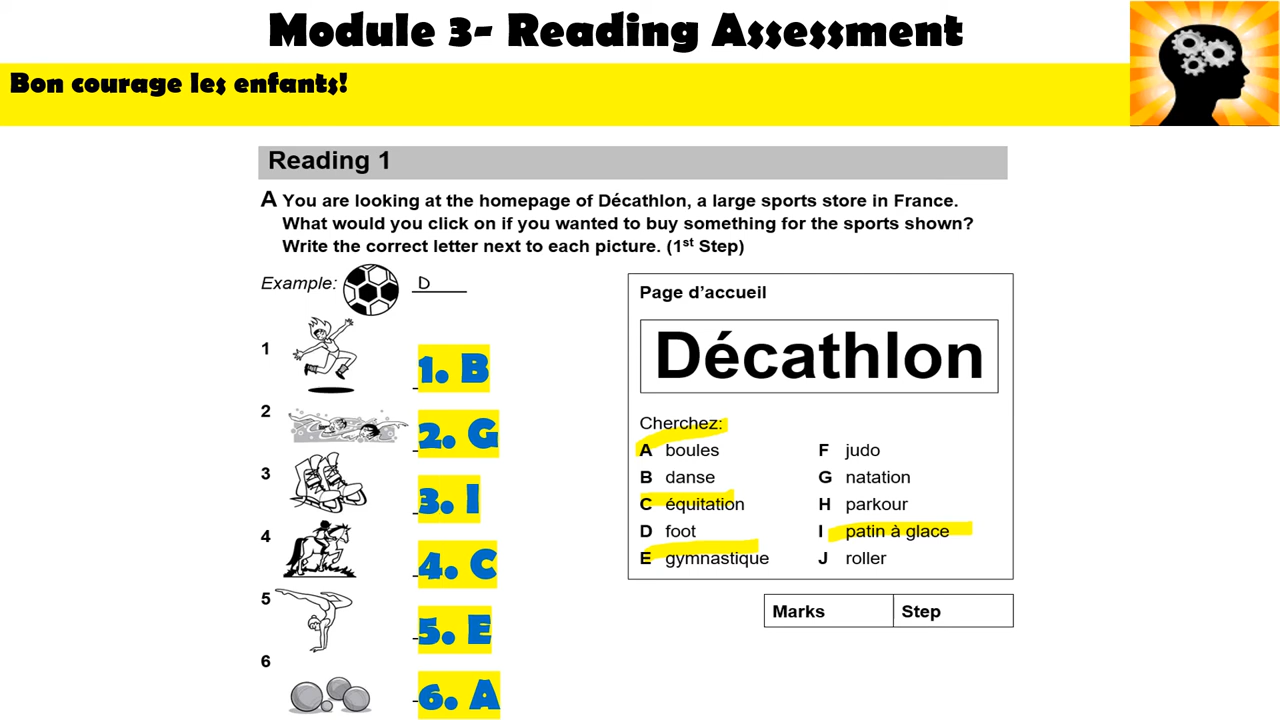 Module 3- Reading Assessment
Bon courage les enfants!
Reading 1
A You are looking at the homepage of Décathlon, a large sports store in France.
What would you click on if you wanted to buy something for the sports shown?
Write the correct letter next to each picture. (1st Step)
Example: D
1 1. B
2 2. G
3 3. I
4 4. C
5 5. E
6 6. A
Page d’accueil
Décathlon
Cherchez:
A boules
B danse
C équitation
D foot
E gymnastique
F judo
G natation
H parkour
I patin à glace
J roller
Marks Step